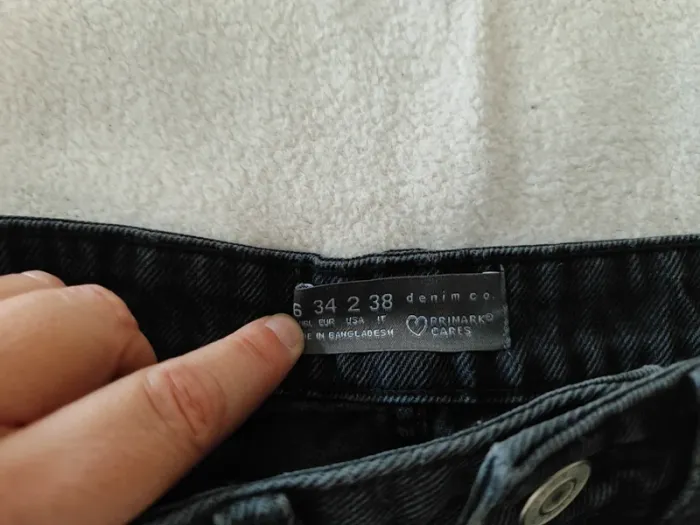 6 34 2 38 denim co.
EUR USA IT
IN BANGLADESH
PRIMARK®
CARES